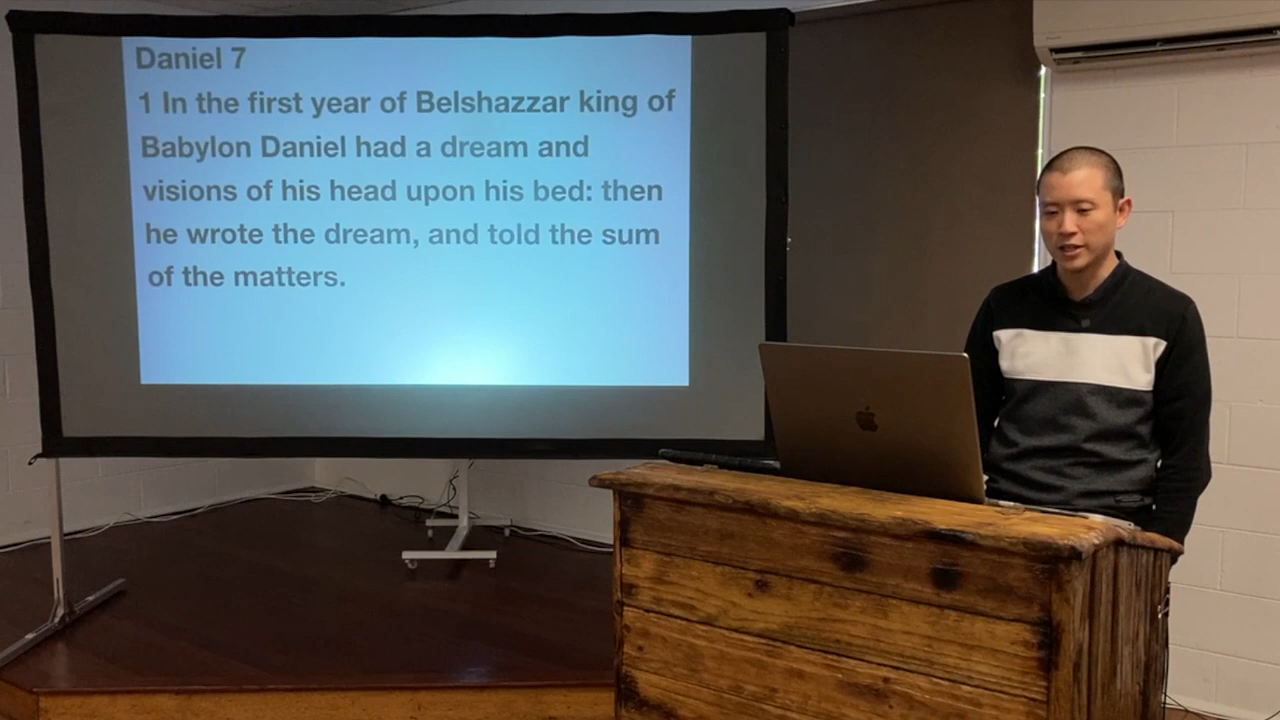 Daniel 7
1 In the first year of Belshazzar king of
Babylon Daniel had a dream and
visions of his head upon his bed: then
he wrote the dream, and told the sum
of the matters.